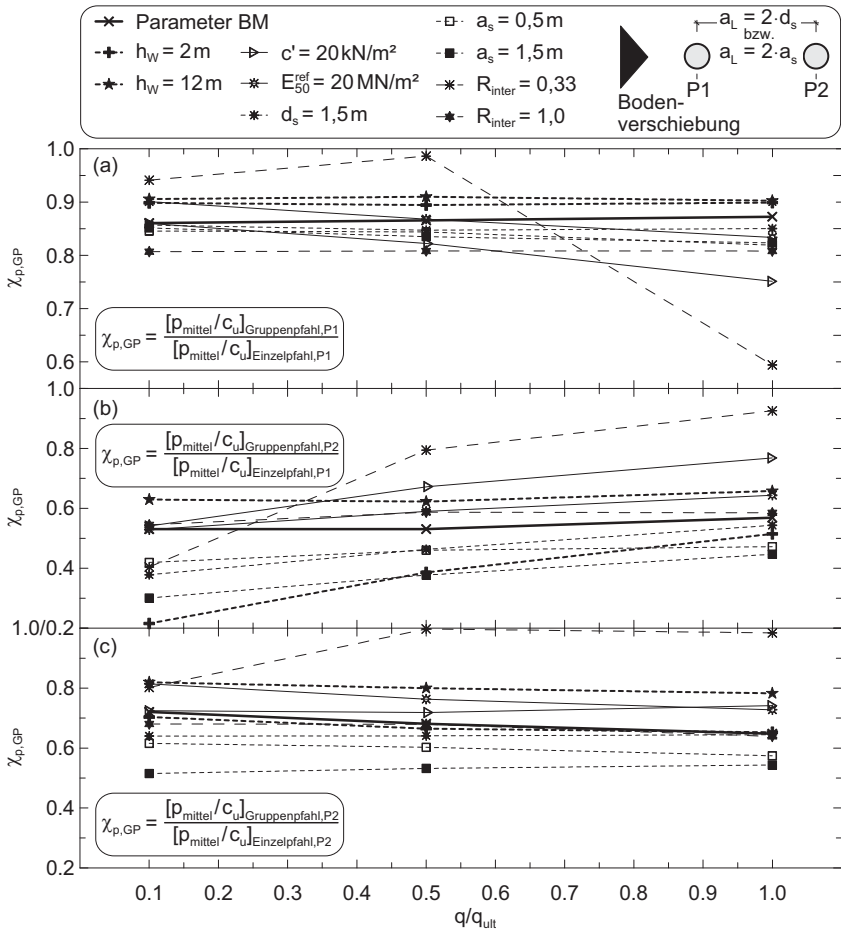 Parameter BM
h_W = 2 m
h_W = 12 m
c' = 20 kN/m²
E_50^ref = 20 MN/m²
d_s = 1,5 m
a_s = 0,5 m
a_s = 1,5 m
R_inter = 0,33
R_inter = 1,0
Boden-
verschiebung
a_L = 2·d_s
bzw.
a_L = 2·a_s
P1
P2
(a)
1.0
0.9
0.8
0.7
0.6
χ_p,GP
χ_p,GP = [p_mittel/c_u]_Gruppenpfahl,P1 / [p_mittel/c_u]_Einzelpfahl,P1
(b)
1.0
0.8
0.6
0.4
χ_p,GP
χ_p,GP = [p_mittel/c_u]_Gruppenpfahl,P2 / [p_mittel/c_u]_Einzelpfahl,P1
(c)
1.0/0.2
0.8
0.6
0.4
0.2
χ_p,GP
χ_p,GP = [p_mittel/c_u]_Gruppenpfahl,P2 / [p_mittel/c_u]_Einzelpfahl,P2
0.1 0.2 0.3 0.4 0.5 0.6 0.7 0.8 0.9 1.0
q/q_ult